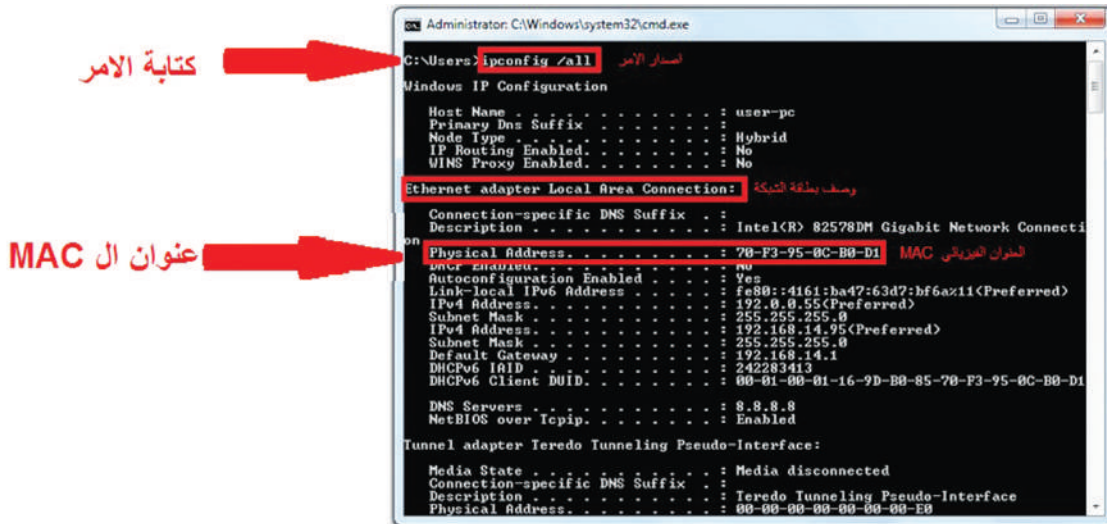 Administrator: C:\Windows\system32\cmd.exe
كتابة الامر
C:\Users>ipconfig /all اصدار الامر
Windows IP Configuration
Host Name . . . . . . . . . . . . : user-pc
Primary Dns Suffix . . . . . . . :
Node Type . . . . . . . . . . . . : Hybrid
IP Routing Enabled. . . . . . . . : No
WINS Proxy Enabled. . . . . . . . : No
Ethernet adapter Local Area Connection: وصف بطاقة الشبكة
Connection-specific DNS Suffix . :
Description . . . . . . . . . . . : Intel(R) 82578DM Gigabit Network Connecti
on
عنوان ال MAC
Physical Address. . . . . . . . . : 70-F3-95-0C-B0-D1 العنوان الفيزيائي MAC
DHCP Enabled. . . . . . . . . . . : No
Autoconfiguration Enabled . . . . : Yes
Link-local IPv6 Address . . . . . : fe80::4161:ba47:63d7:bf6a%11(Preferred)
IPv4 Address. . . . . . . . . . . : 192.0.0.55(Preferred)
Subnet Mask . . . . . . . . . . . : 255.255.255.0
IPv4 Address. . . . . . . . . . . : 192.168.14.95(Preferred)
Subnet Mask . . . . . . . . . . . : 255.255.255.0
Default Gateway . . . . . . . . . : 192.168.14.1
DHCPv6 IAID . . . . . . . . . . . : 242283413
DHCPv6 Client DUID. . . . . . . . : 00-01-00-01-16-9D-B0-85-70-F3-95-0C-B0-D1
DNS Servers . . . . . . . . . . . : 8.8.8.8
NetBIOS over Tcpip. . . . . . . . : Enabled
Tunnel adapter Teredo Tunneling Pseudo-Interface:
Media State . . . . . . . . . . . : Media disconnected
Connection-specific DNS Suffix . :
Description . . . . . . . . . . . : Teredo Tunneling Pseudo-Interface
Physical Address. . . . . . . . . : 00-00-00-00-00-00-00-E0